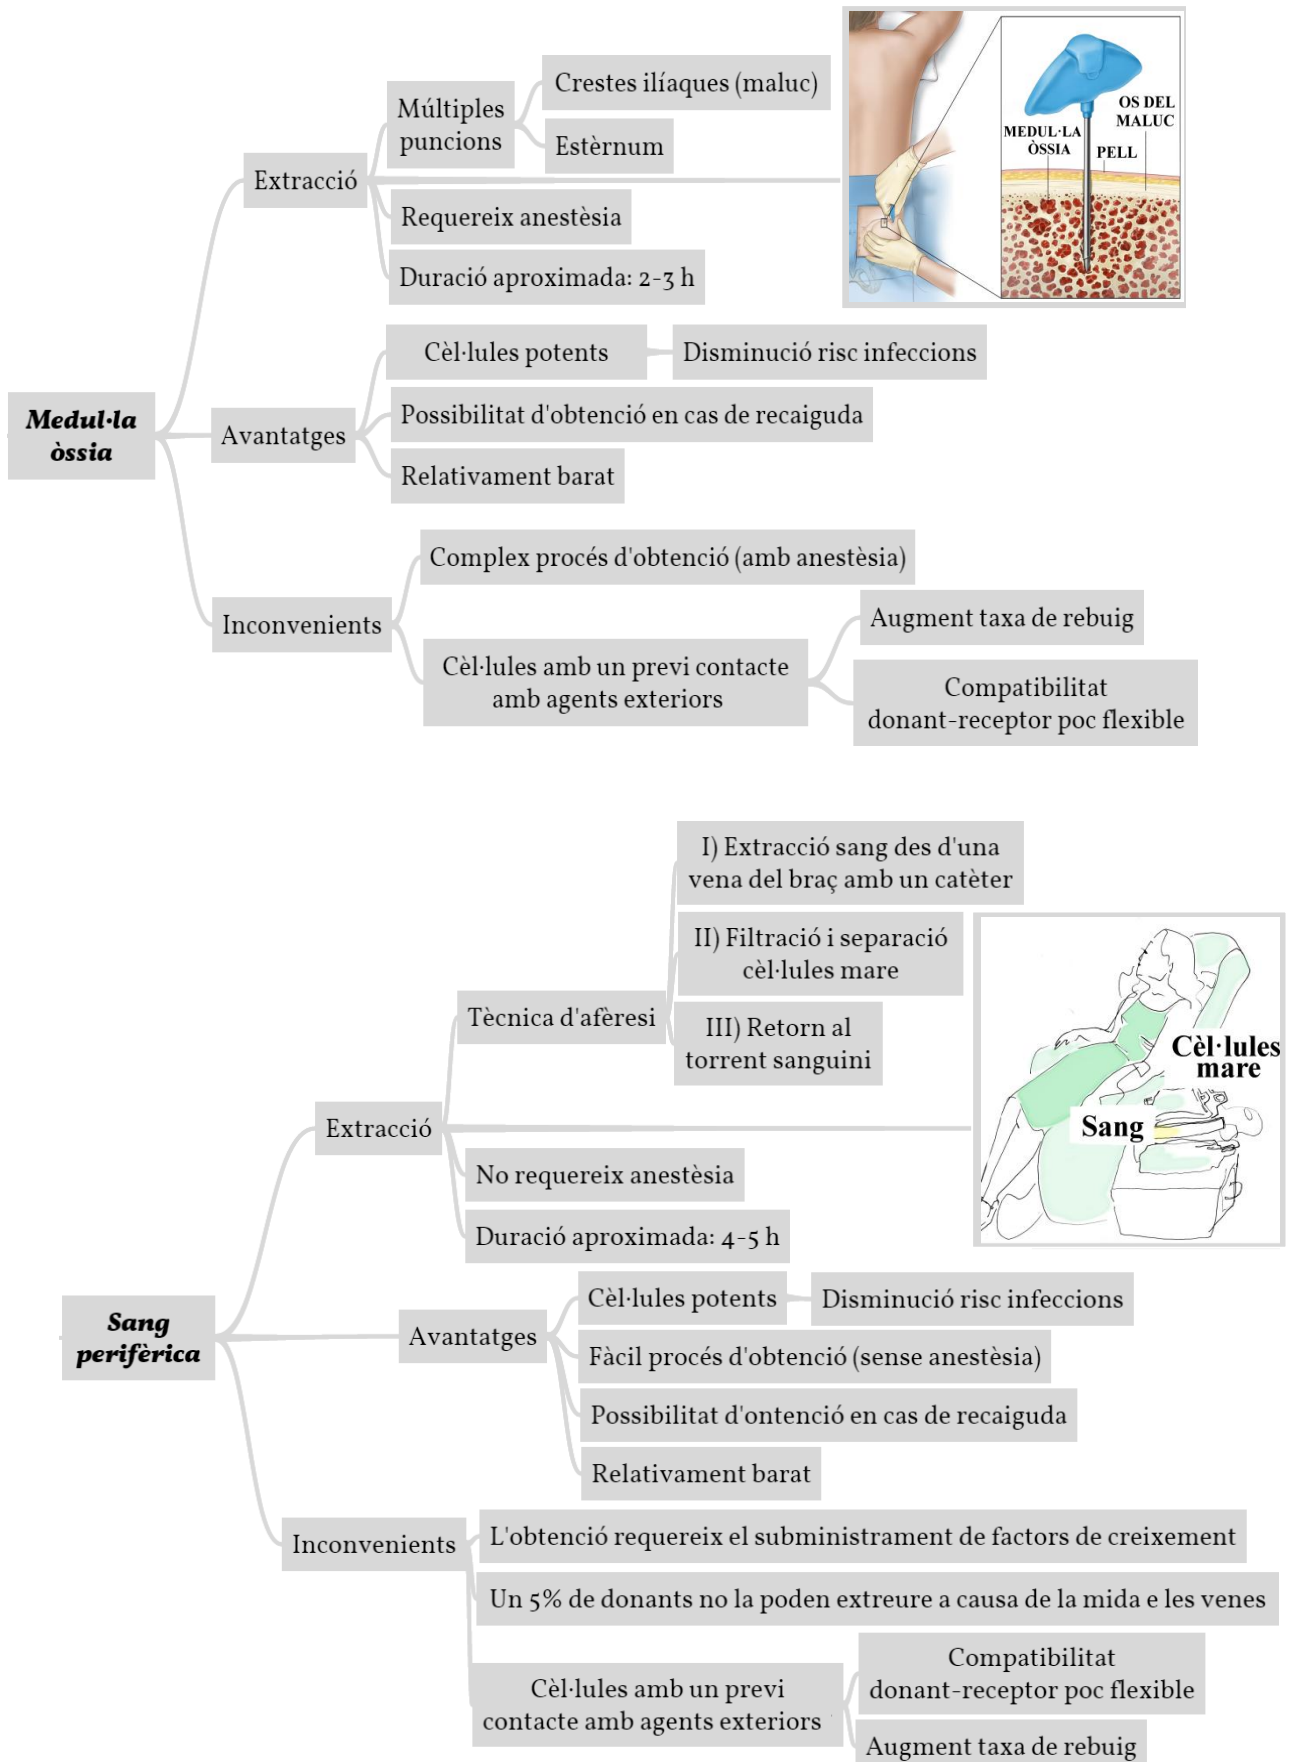 Medul·la
òssia
Extracció
Múltiples
puncions
Crestes ilíaques (maluc)
Estèrnum
Requereix anestèsia
Duració aproximada: 2-3 h
MEDUL·LA
ÒSSIA
PELL
OS DEL
MALUC
Avantatges
Cèl·lules potents
Disminució risc infeccions
Possibilitat d'obtenció en cas de recaiguda
Relativament barat
Inconvenients
Complex procés d'obtenció (amb anestèsia)
Cèl·lules amb un previ contacte
amb agents exteriors
Augment taxa de rebuig
Compatibilitat
donant-receptor poc flexible
Sang
perifèrica
Extracció
Tècnica d'afèresi
I) Extracció sang des d'una
vena del braç amb un catèter
II) Filtració i separació
cèl·lules mare
III) Retorn al
torrent sanguini
No requereix anestèsia
Duració aproximada: 4-5 h
Cèl·lules
mare
Sang
Avantatges
Cèl·lules potents
Disminució risc infeccions
Fàcil procés d'obtenció (sense anestèsia)
Possibilitat d'ontenció en cas de recaiguda
Relativament barat
Inconvenients
L'obtenció requereix el subministrament de factors de creixement
Un 5% de donants no la poden extreure a causa de la mida e les venes
Cèl·lules amb un previ
contacte amb agents exteriors
Compatibilitat
donant-receptor poc flexible
Augment taxa de rebuig